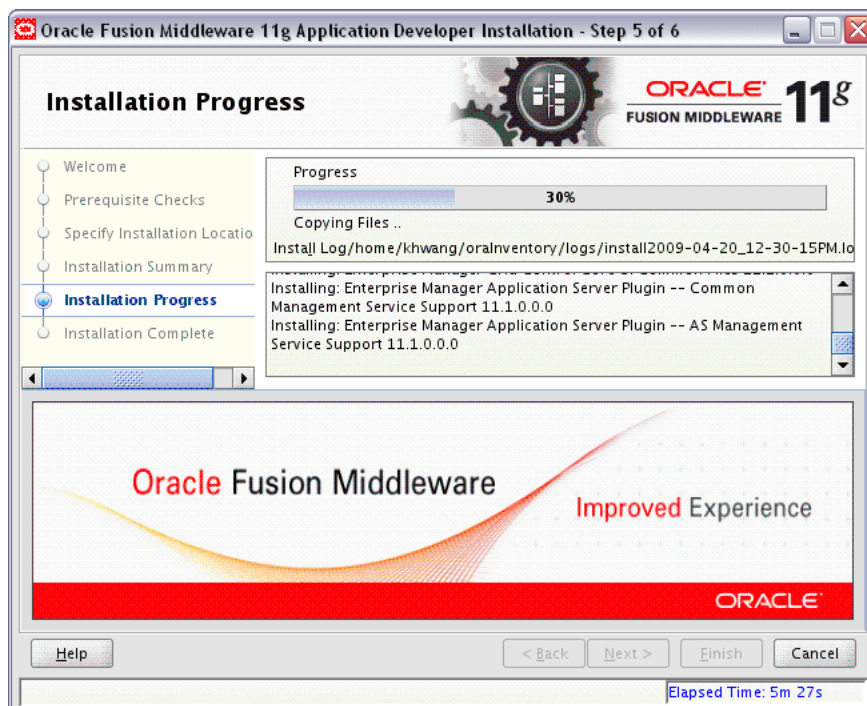 Oracle Fusion Middleware 11g Application Developer Installation - Step 5 of 6
Installation Progress
ORACLE
FUSION MIDDLEWARE 11g
Welcome
Prerequisite Checks
Specify Installation Locatio
Installation Summary
Installation Progress
Installation Complete
Progress
30%
Copying Files ..
Install Log/home/khwang/oraInventory/logs/install2009-04-20_12-30-15PM.lo
Installing: Enterprise Manager Application Server Plugin -- Common
Management Service Support 11.1.0.0.0
Installing: Enterprise Manager Application Server Plugin -- AS Management
Service Support 11.1.0.0.0
Oracle Fusion Middleware
Improved Experience
ORACLE
Help
< Back
Next >
Finish
Cancel
Elapsed Time: 5m 27s